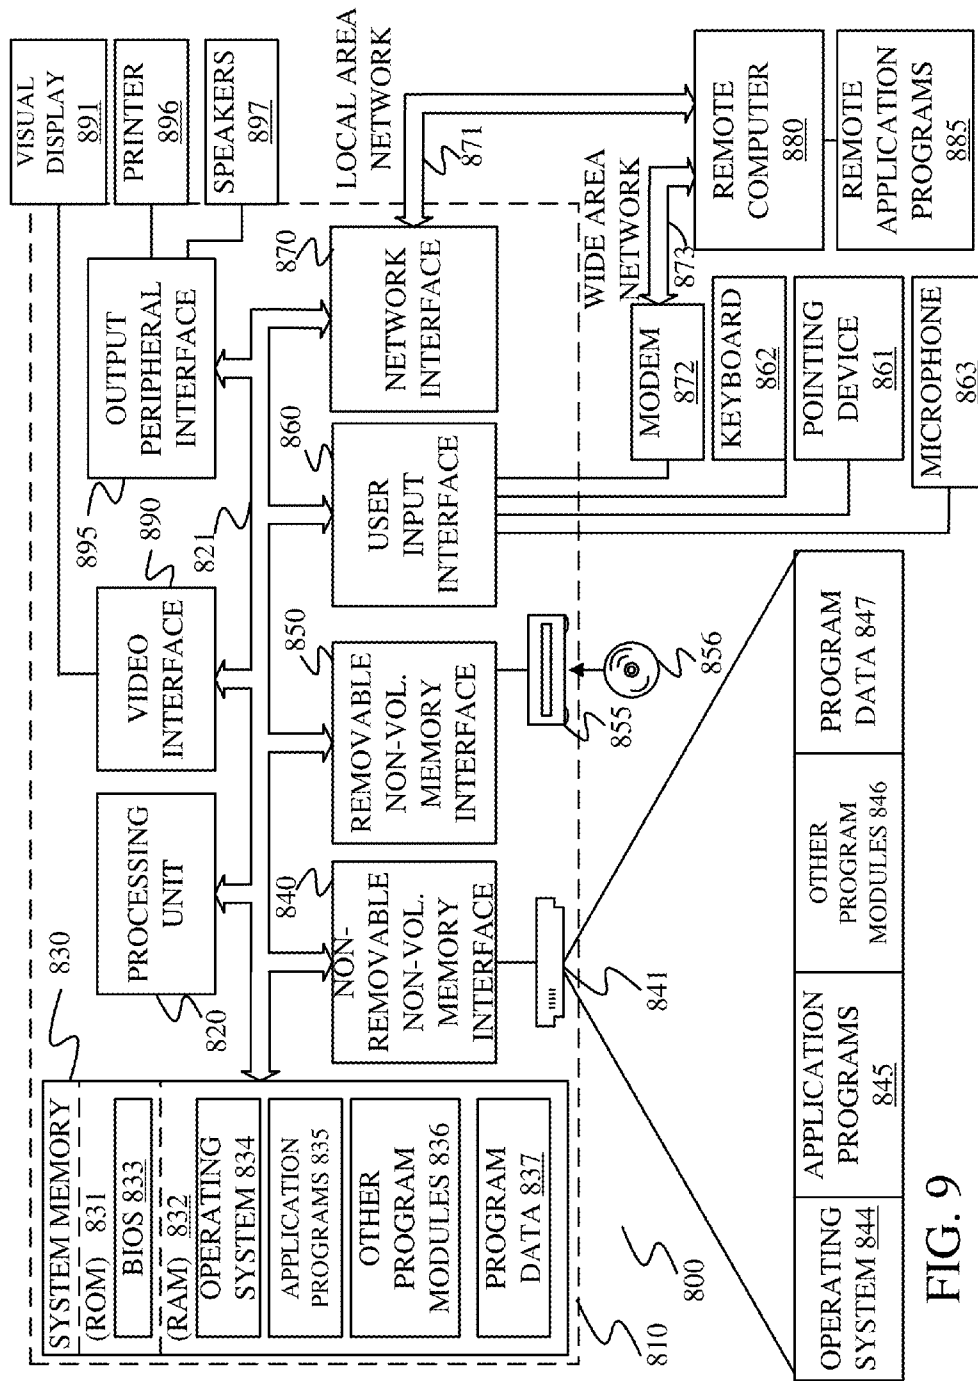 SYSTEM MEMORY
(ROM) 831
BIOS 833
(RAM) 832
OPERATING
SYSTEM 834
APPLICATION
PROGRAMS 835
OTHER
PROGRAM
MODULES 836
PROGRAM
DATA 837
830
PROCESSING
UNIT
820
VIDEO
INTERFACE
890
821
895
OUTPUT
PERIPHERAL
INTERFACE
VISUAL
DISPLAY
891
PRINTER
896
SPEAKERS
897
NON-
REMOVABLE
NON-VOL.
MEMORY
INTERFACE
840
REMOVABLE
NON-VOL.
MEMORY
INTERFACE
850
USER
INPUT
INTERFACE
860
NETWORK
INTERFACE
870
LOCAL AREA
NETWORK
871
841
855
856
810
800
WIDE AREA
NETWORK
873
MODEM
872
KEYBOARD
862
POINTING
DEVICE
861
MICROPHONE
863
REMOTE
COMPUTER
880
REMOTE
APPLICATION
PROGRAMS
885
OPERATING
SYSTEM 844
APPLICATION
PROGRAMS
845
OTHER
PROGRAM
MODULES 846
PROGRAM
DATA 847
FIG. 9